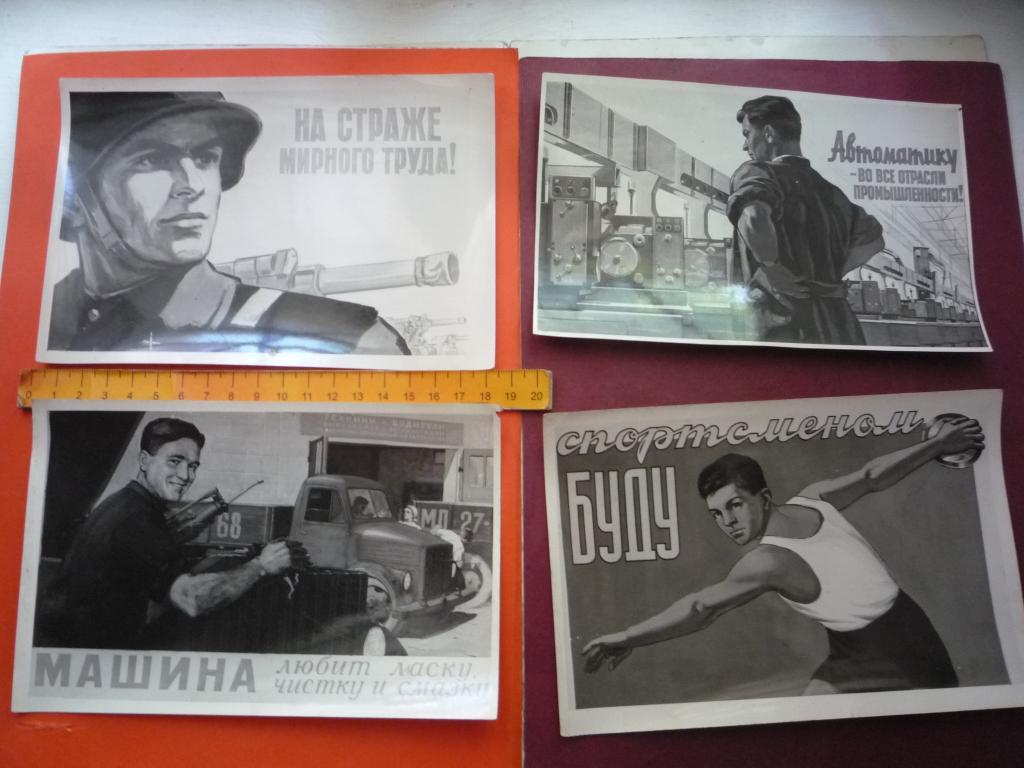 НА СТРАЖЕ
МИРНОГО ТРУДА!
Автоматику
-ВО ВСЕ ОТРАСЛИ
ПРОМЫШЛЕННОСТИ!
0 1 2 3 4 5 6 7 8 9 10 11 12 13 14 15 16 17 18 19 20
68
МЛ 27-
МАШИНА любит ласку,
чистку и смазку
спортсменом
БУДУ